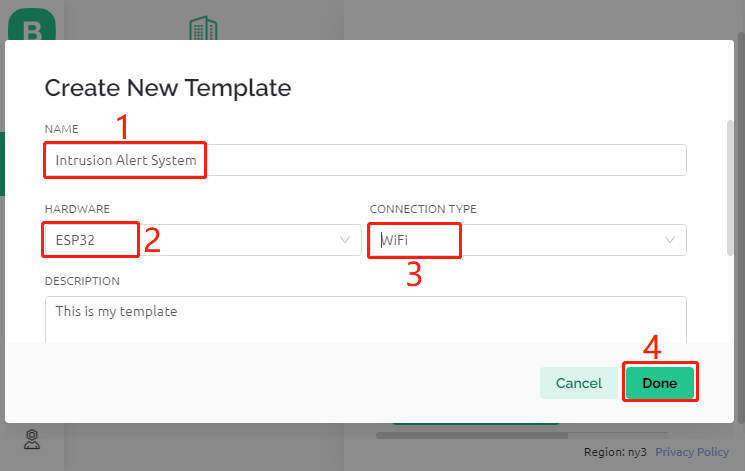 B
Create New Template
1
NAME
Intrusion Alert System
HARDWARE
CONNECTION TYPE
ESP32
2
WiFi
3
DESCRIPTION
This is my template
4
Cancel
Done
Region: ny3 Privacy Policy